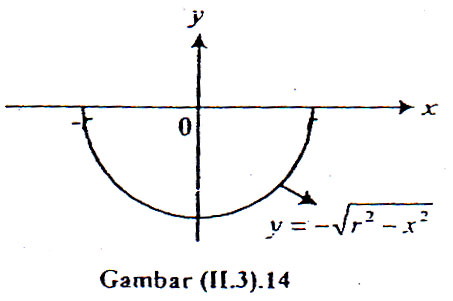 y
x
-r
0
r
y = -√(r² - x²)
Gambar (II.3).14